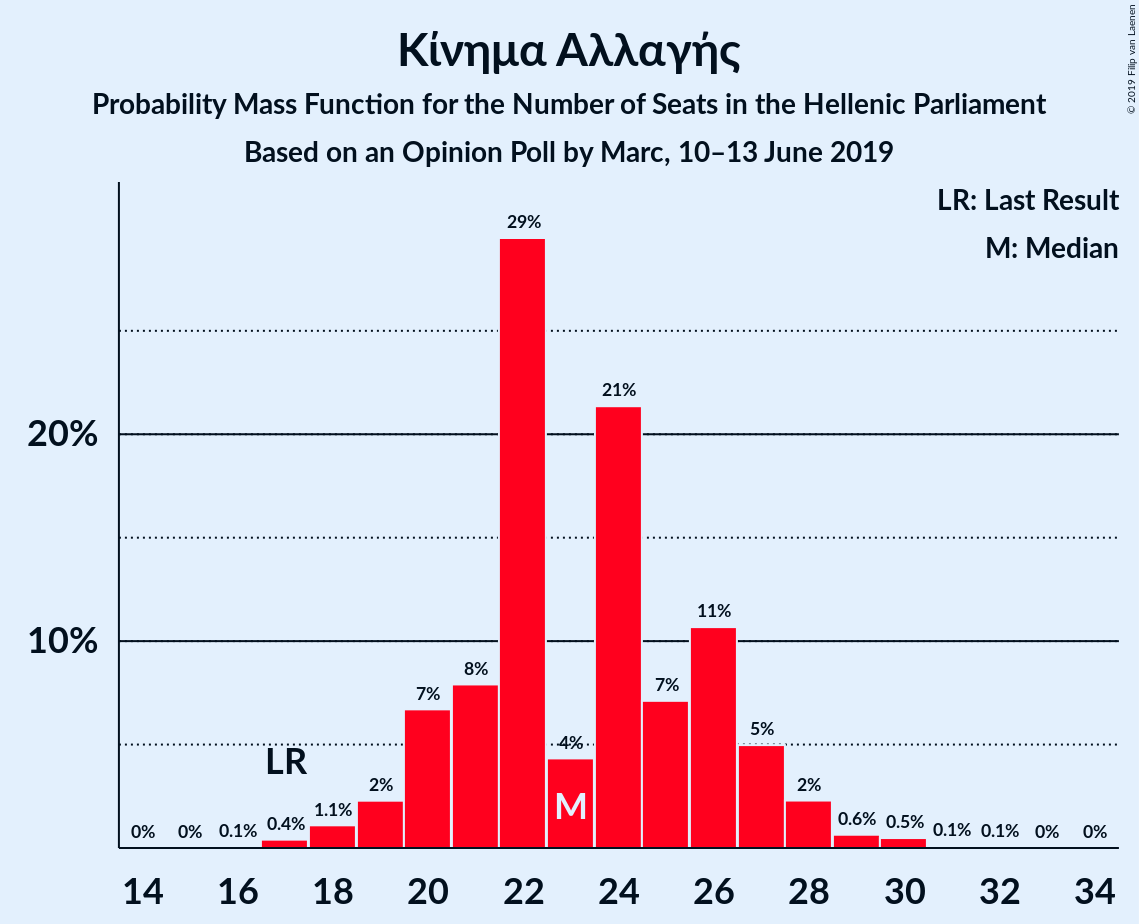 Κίνημα Αλλαγής
Probability Mass Function for the Number of Seats in the Hellenic Parliament
Based on an Opinion Poll by Marc, 10–13 June 2019
© 2019 Filip van Laenen
LR: Last Result
M: Median
20%
10%
0%
0%
0.1%
0.4%
1.1%
2%
7%
8%
29%
4%
21%
7%
11%
5%
2%
0.6%
0.5%
0.1%
0.1%
0%
0%
LR
M
14 16 18 20 22 24 26 28 30 32 34